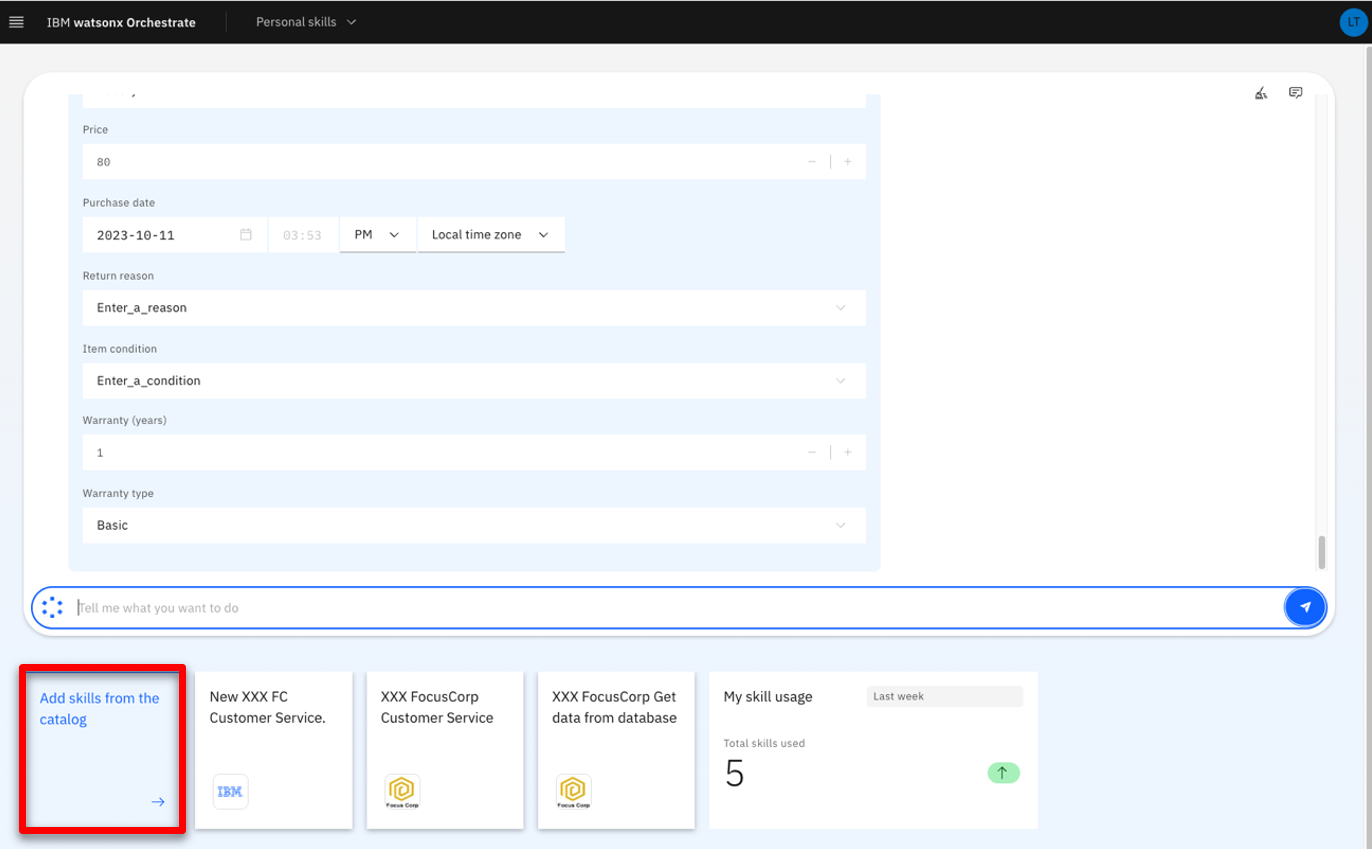 IBM watsonx Orchestrate
Personal skills
LT
Price
80
Purchase date
2023-10-11
03:53
PM
Local time zone
Return reason
Enter_a_reason
Item condition
Enter_a_condition
Warranty (years)
1
Warranty type
Basic
Tell me what you want to do
Add skills from the
catalog
New XXX FC
Customer Service.
IBM
XXX FocusCorp
Customer Service
Focus Corp
XXX FocusCorp Get
data from database
Focus Corp
My skill usage
Last week
Total skills used
5